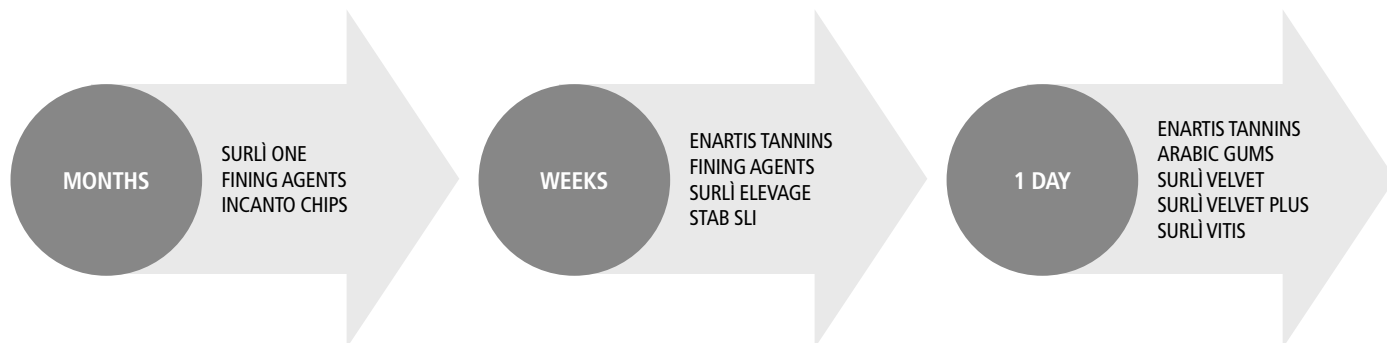 MONTHS
SURLÌ ONE
FINING AGENTS
INCANTO CHIPS
WEEKS
ENARTIS TANNINS
FINING AGENTS
SURLÌ ELEVAGE
STAB SLI
1 DAY
ENARTIS TANNINS
ARABIC GUMS
SURLÌ VELVET
SURLÌ VELVET PLUS
SURLÌ VITIS